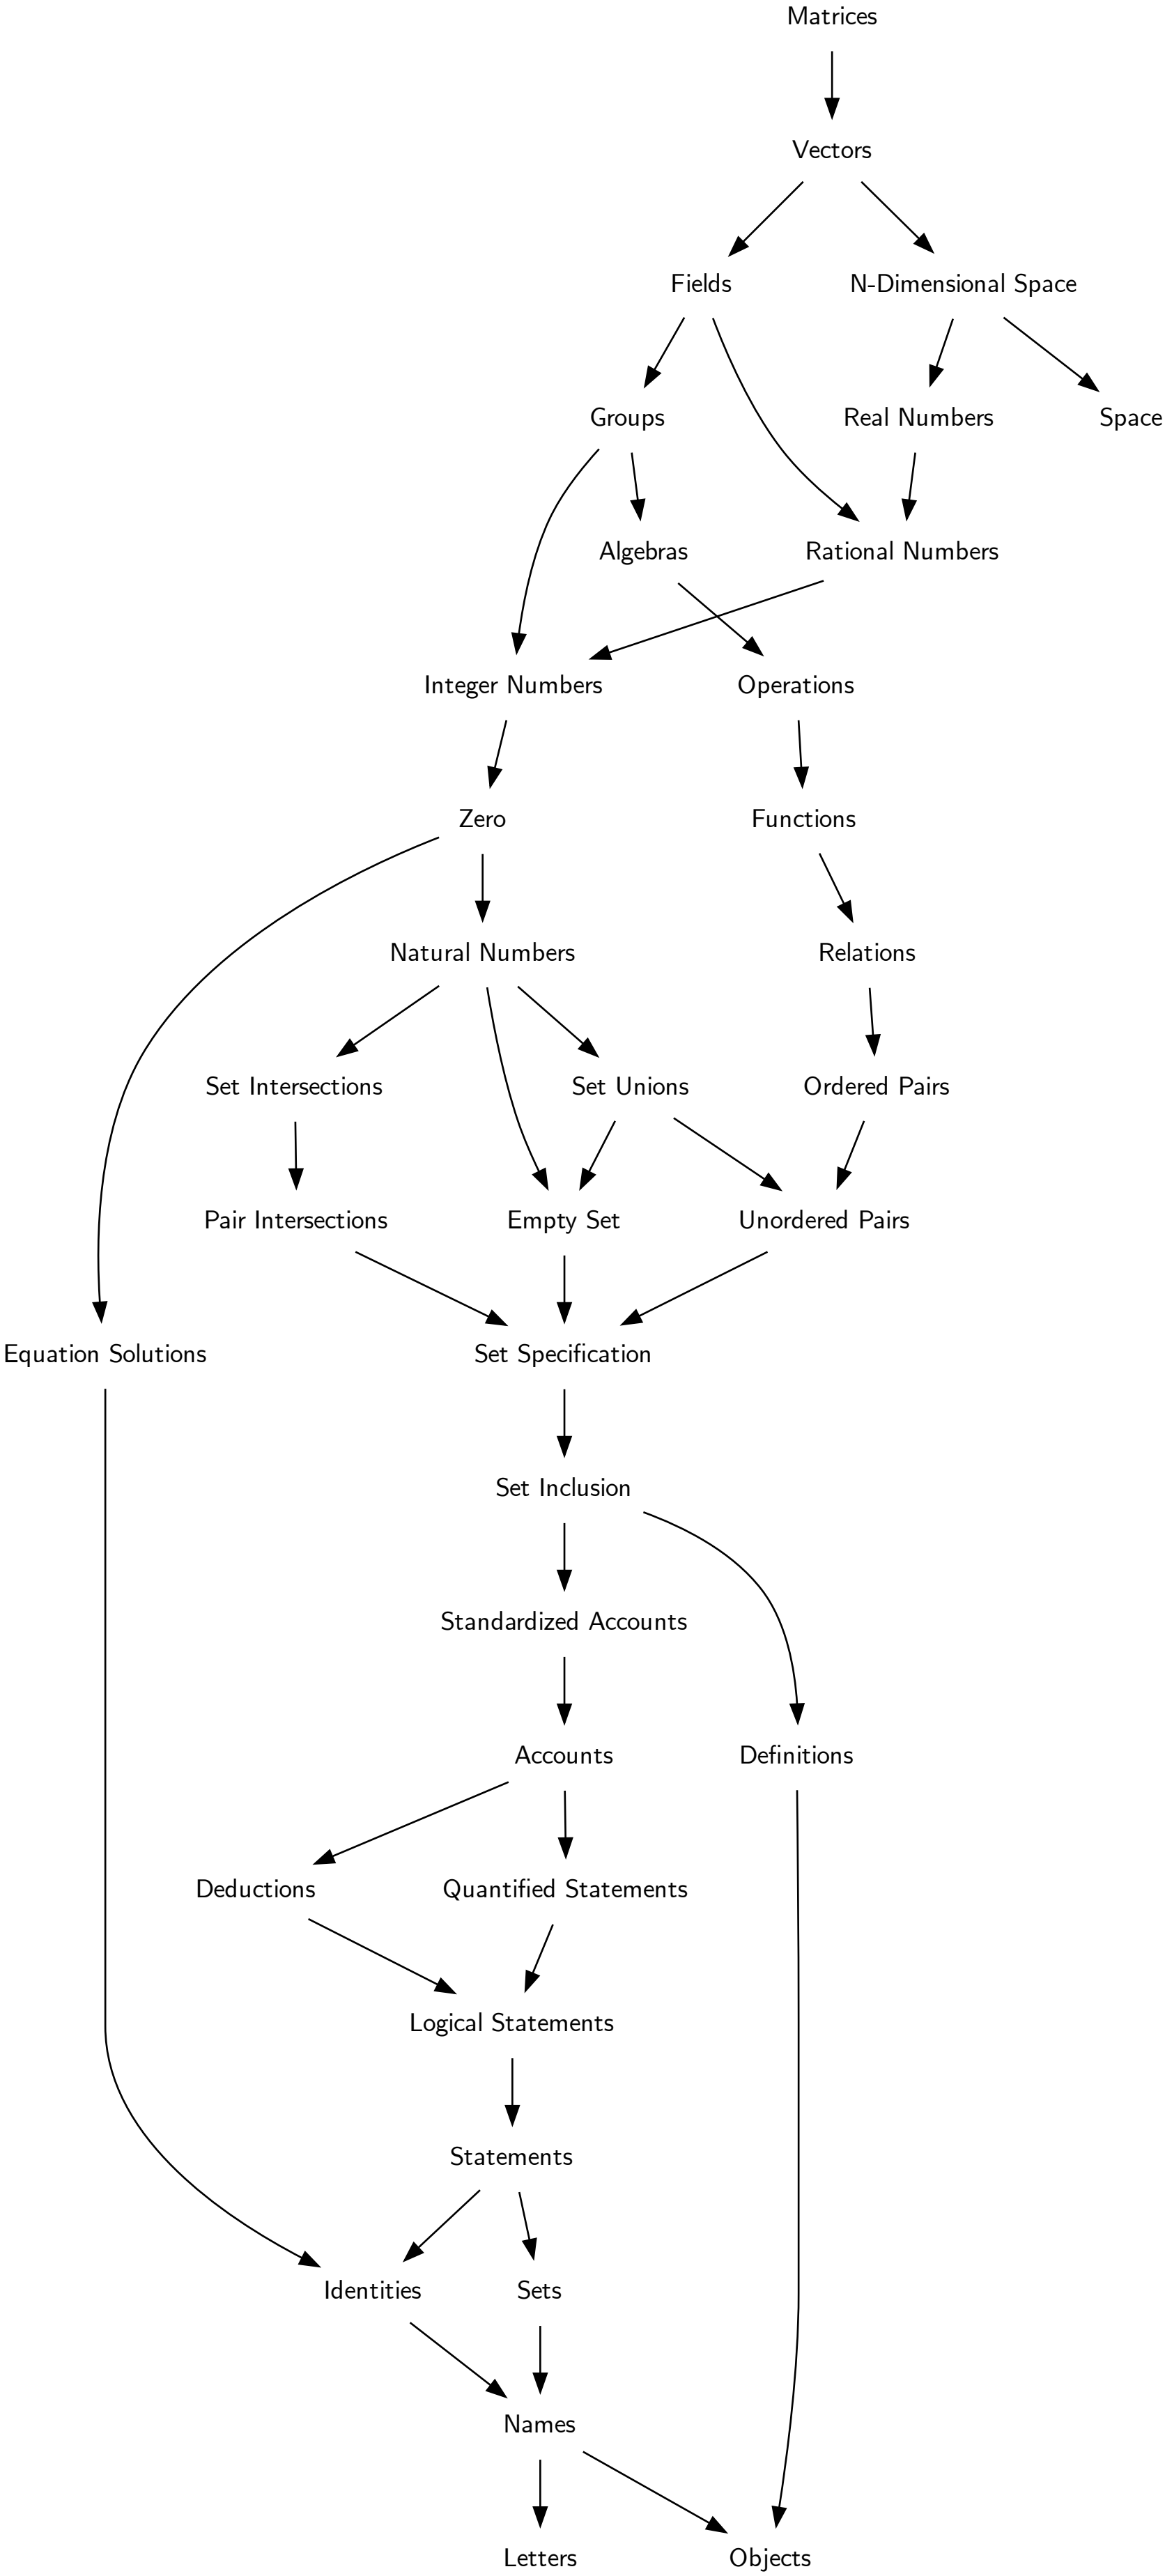 Matrices
Vectors
Fields
N-Dimensional Space
Groups
Real Numbers
Space
Algebras
Rational Numbers
Integer Numbers
Operations
Zero
Functions
Natural Numbers
Relations
Set Intersections
Set Unions
Ordered Pairs
Pair Intersections
Empty Set
Unordered Pairs
Equation Solutions
Set Specification
Set Inclusion
Standardized Accounts
Accounts
Definitions
Deductions
Quantified Statements
Logical Statements
Statements
Identities
Sets
Names
Letters
Objects